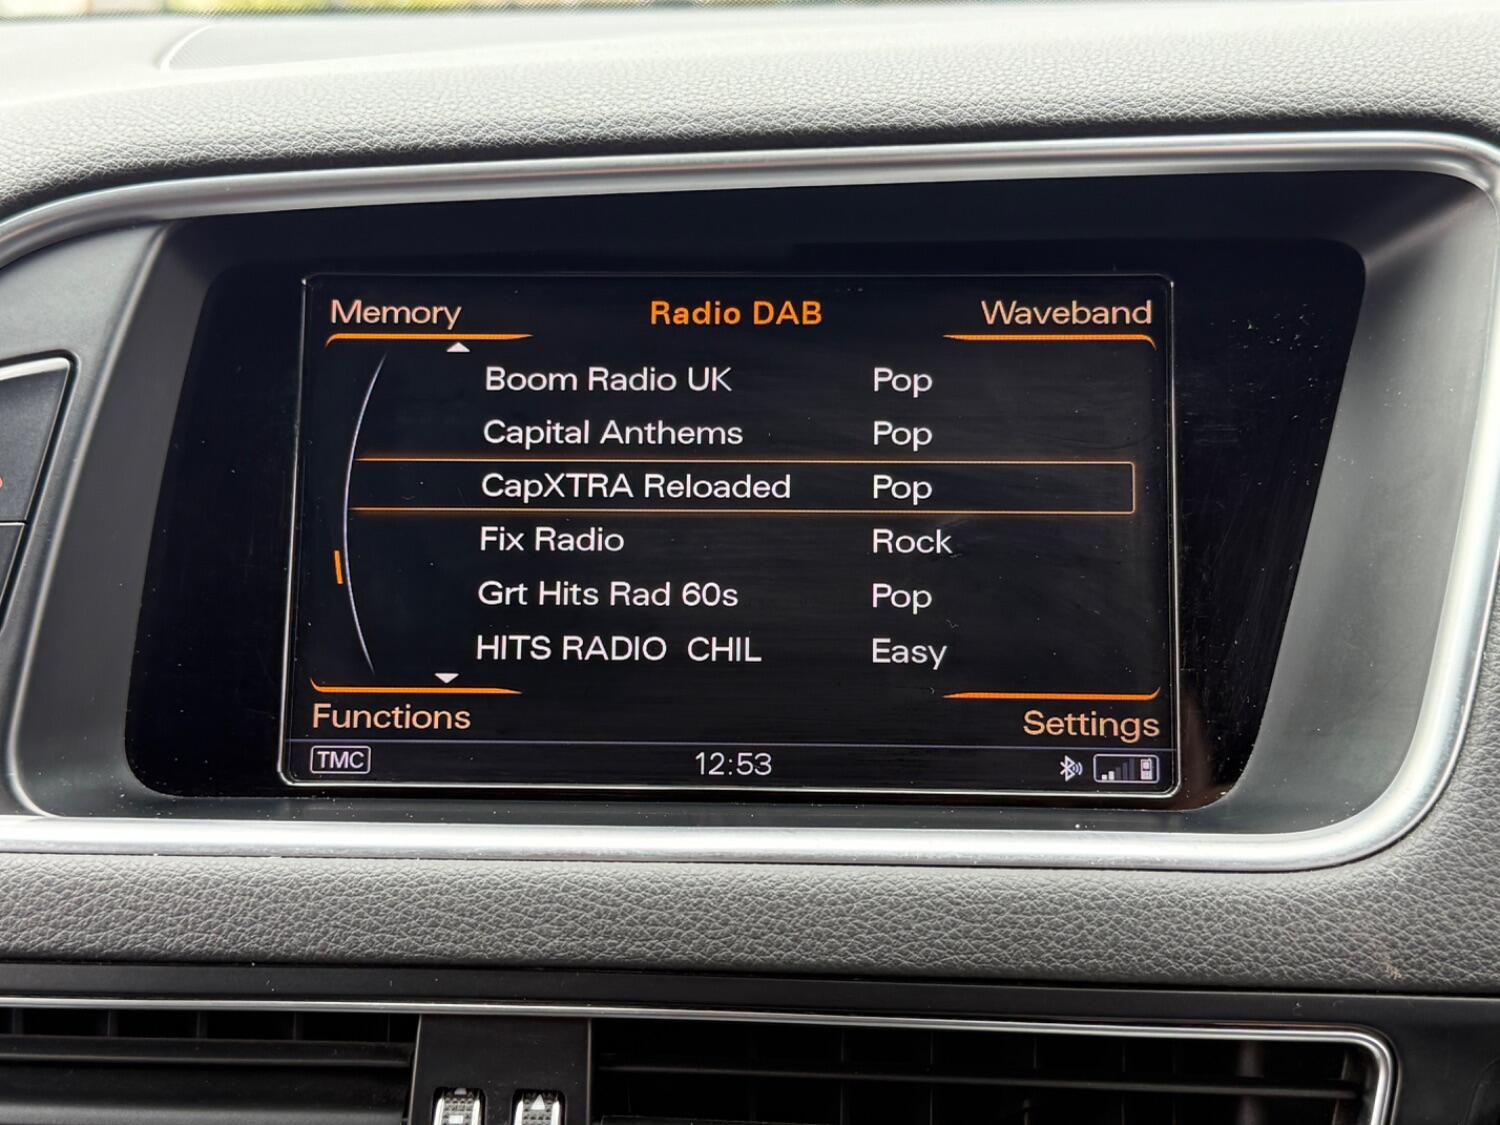 Memory Radio DAB Waveband
Boom Radio UK Pop
Capital Anthems Pop
CapXTRA Reloaded Pop
Fix Radio Rock
Grt Hits Rad 60s Pop
HITS RADIO  CHIL Easy
Functions Settings
TMC 12:53